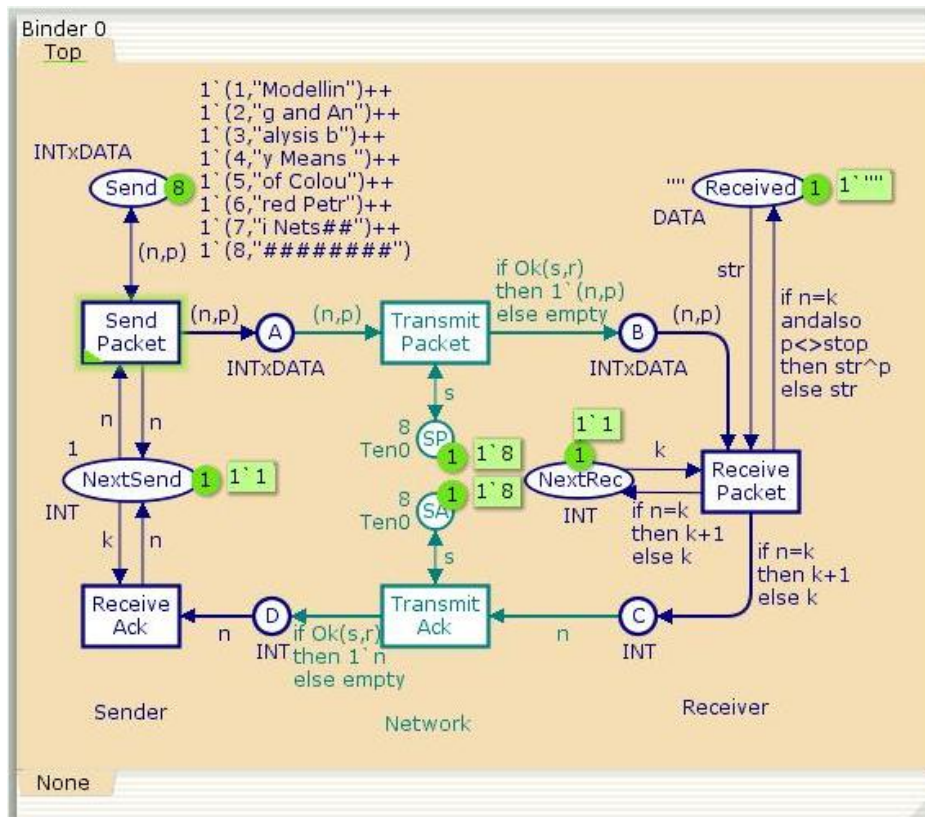 Binder 0
Top
1`(1,"Modellin")++
1`(2,"g and An")++
1`(3,"alysis b")++
1`(4,"y Means ")++
1`(5,"of Colou")++
1`(6,"red Petr")++
1`(7,"i Nets##")++
1`(8,"########")
INTxDATA
Send
8
(n,p)
""
Received
1
1`""
DATA
str
if n=k
andalso
p<>stop
then str^p
else str
Send
Packet
(n,p)
A
INTxDATA
(n,p)
Transmit
Packet
if Ok(s,r)
then 1`(n,p)
else empty
B
INTxDATA
(n,p)
n
n
s
8
Ten0
SP
1
1`8
1
NextSend
1
1`1
INT
8
Ten0
SA
1
1`8
1`1
1
NextRec
INT
k
if n=k
then k+1
else k
Receive
Packet
if n=k
then k+1
else k
k
n
s
Receive
Ack
n
D
INT
if Ok(s,r)
then 1`n
else empty
Transmit
Ack
n
C
INT
Sender
Network
Receiver
None